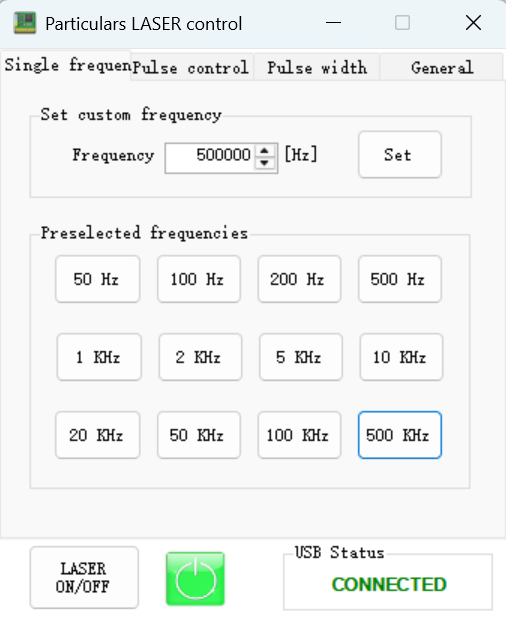 Particulars LASER control
Single frequen Pulse control Pulse width General
Set custom frequency
Frequency 500000 [Hz] Set
Preselected frequencies
50 Hz 100 Hz 200 Hz 500 Hz
1 KHz 2 KHz 5 KHz 10 KHz
20 KHz 50 KHz 100 KHz 500 KHz
LASER
ON/OFF
USB Status
CONNECTED